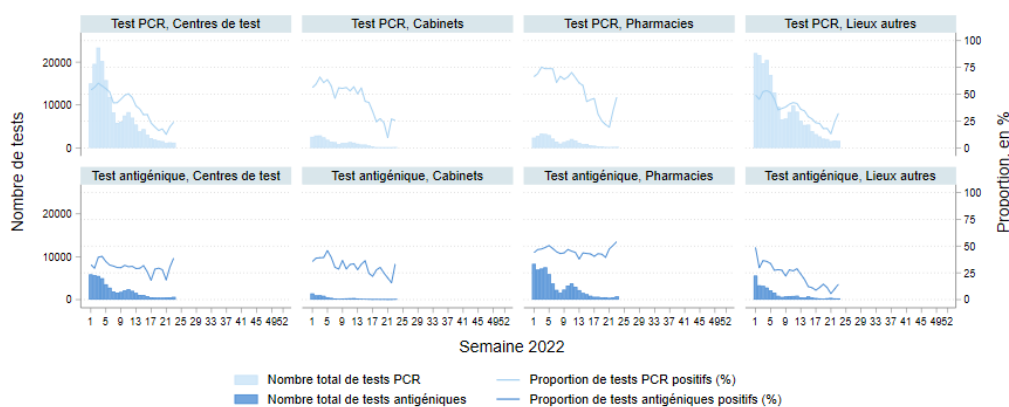 Test PCR, Centres de test
Test PCR, Cabinets
Test PCR, Pharmacies
Test PCR, Lieux autres
20000
10000
0
100
75
50
25
0
Test antigénique, Centres de test
Test antigénique, Cabinets
Test antigénique, Pharmacies
Test antigénique, Lieux autres
20000
10000
0
100
75
50
25
0
Nombre de tests
Proportion, en %
1 5 9 13 17 21 25 29 33 37 41 45 4952
1 5 9 13 17 21 25 29 33 37 41 45 4952
1 5 9 13 17 21 25 29 33 37 41 45 4952
1 5 9 13 17 21 25 29 33 37 41 45 4952
Semaine 2022
Nombre total de tests PCR
Proportion de tests PCR positifs (%)
Nombre total de tests antigéniques
Proportion de tests antigéniques positifs (%)